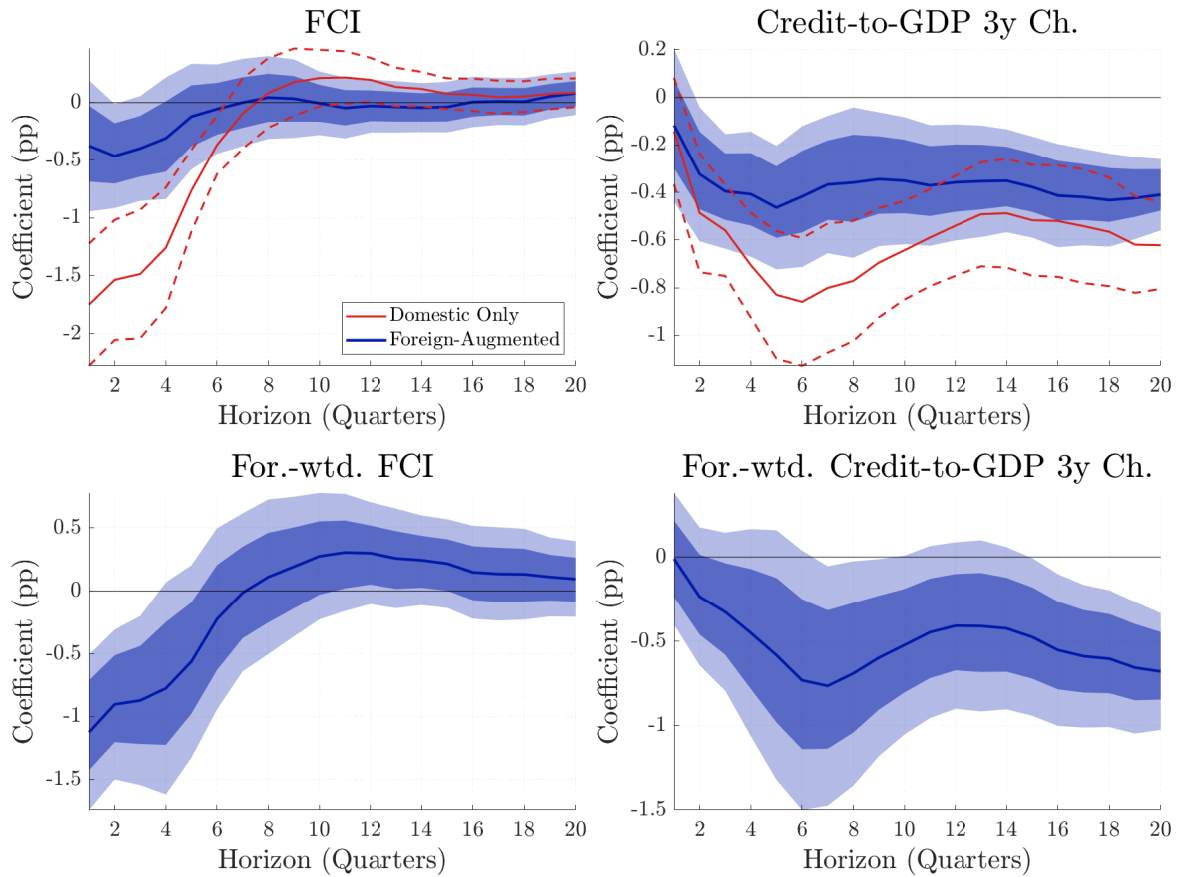 FCI
Coefficient (pp)
0
-0.5
-1
-1.5
-2
2 4 6 8 10 12 14 16 18 20
Horizon (Quarters)
Domestic Only
Foreign-Augmented
Credit-to-GDP 3y Ch.
Coefficient (pp)
0.2
0
-0.2
-0.4
-0.6
-0.8
-1
2 4 6 8 10 12 14 16 18 20
Horizon (Quarters)
For.-wtd. FCI
Coefficient (pp)
0.5
0
-0.5
-1
-1.5
2 4 6 8 10 12 14 16 18 20
Horizon (Quarters)
For.-wtd. Credit-to-GDP 3y Ch.
Coefficient (pp)
0
-0.5
-1
-1.5
2 4 6 8 10 12 14 16 18 20
Horizon (Quarters)